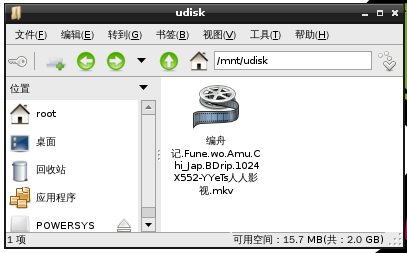 udisk
文件(F) 编辑(E) 转到(G) 书签(B) 视图(V) 工具(T) 帮助(H)
/mnt/udisk
位置
root
桌面
回收站
应用程序
POWERSYS
编舟
记.Fune.wo.Amu.C
hi_Jap.BDrip.1024
X552-YYeTs人人影
视.mkv
1 项
可用空间：15.7 MB(共：2.0 GB)